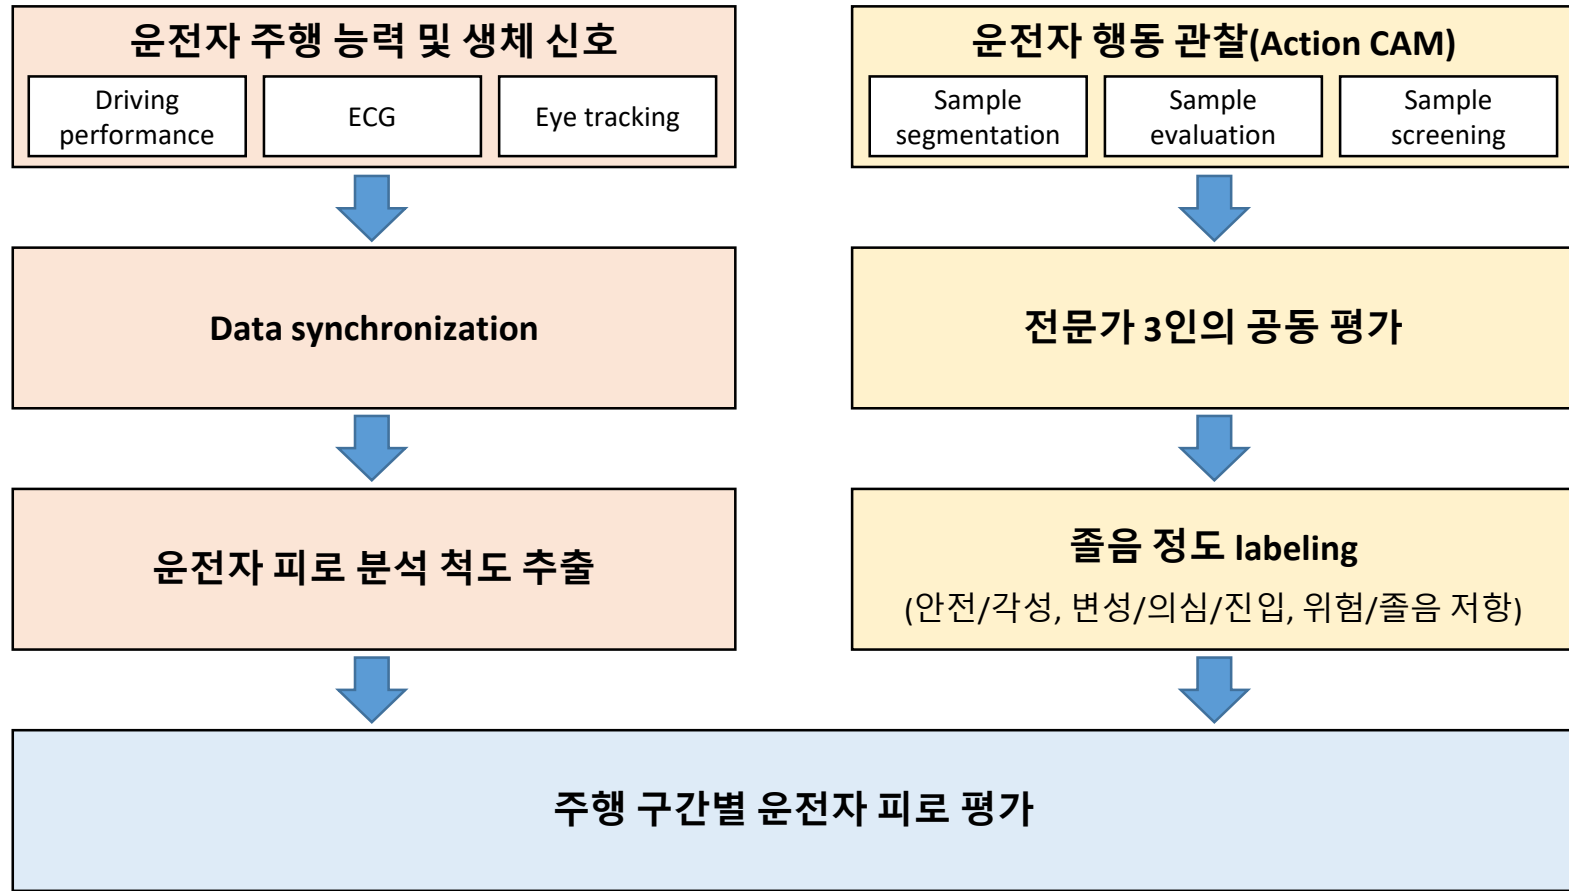 운전자 주행 능력 및 생체 신호
Driving
performance
ECG
Eye tracking
Data synchronization
운전자 피로 분석 척도 추출
운전자 행동 관찰(Action CAM)
Sample
segmentation
Sample
evaluation
Sample
screening
전문가 3인의 공동 평가
졸음 정도 labeling
(안전/각성, 변성/의심/진입, 위험/졸음 저항)
주행 구간별 운전자 피로 평가